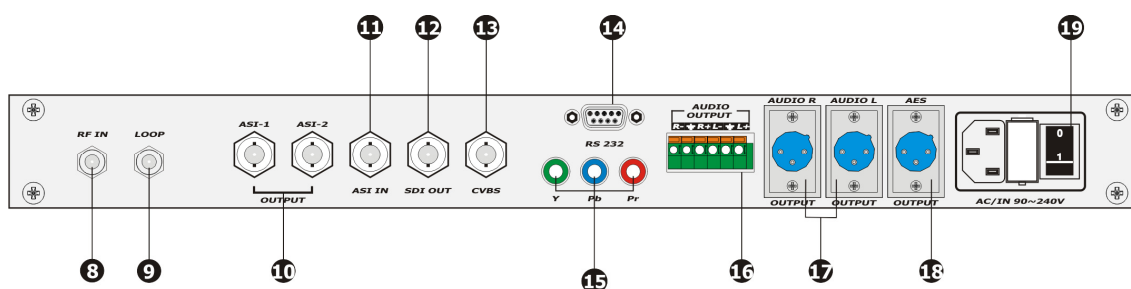 11 12 13 14 19
AUDIO
OUTPUT
R- R+ L- L+
AUDIO R AUDIO L AES
RF IN LOOP ASI-1 ASI-2
RS 232
0
1
ASI IN SDI OUT CVBS
OUTPUT
Y Pb Pr
OUTPUT OUTPUT OUTPUT
AC/IN 90~240V
8 9 10 15 16 17 18